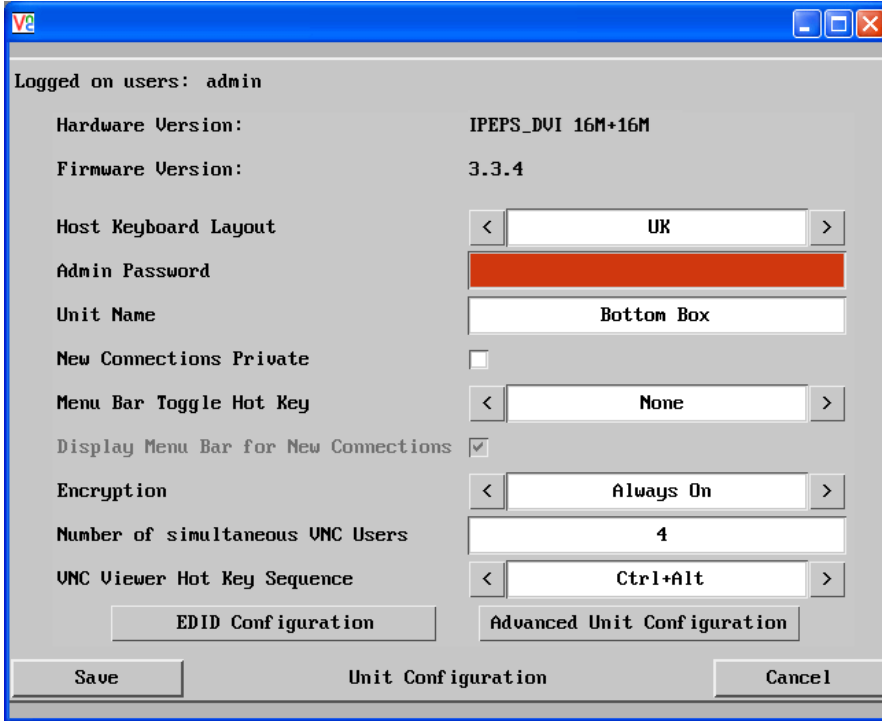 Logged on users: admin
Hardware Version: IPEPS_DVI 16M+16M
Firmware Version: 3.3.4
Host Keyboard Layout < UK >
Admin Password
Unit Name Bottom Box
New Connections Private
Menu Bar Toggle Hot Key < None >
Display Menu Bar for New Connections
Encryption < Always On >
Number of simultaneous VNC Users 4
VNC Viewer Hot Key Sequence < Ctrl+Alt >
EDID Configuration Advanced Unit Configuration
Save Unit Configuration Cancel